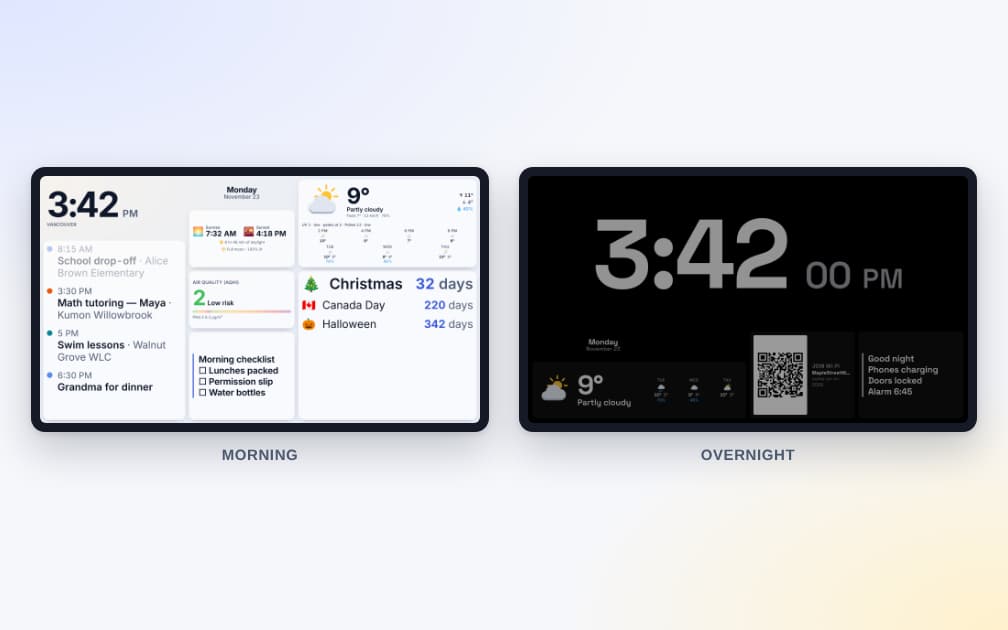 3:42 PM
VANCOUVER
8:15 AM
School drop-off · Alice
Brown Elementary
3:30 PM
Math tutoring — Maya ·
Kumon Willowbrook
5 PM
Swim lessons · Walnut
Grove WLC
6:30 PM
Grandma for dinner
Monday
November 23
Sunrise
7:32 AM
Sunset
4:18 PM
AIR QUALITY (AQHI)
2 Low risk
Morning checklist
☐ Lunches packed
☐ Permission slip
☐ Water bottles
9°
Partly cloudy
🎄 Christmas 32 days
🇨🇦 Canada Day 220 days
🎃 Halloween 342 days
MORNING
3:42 00 PM
Monday
November 23
9°
Partly cloudy
Good night
Phones charging
Doors locked
Alarm 6:45
OVERNIGHT